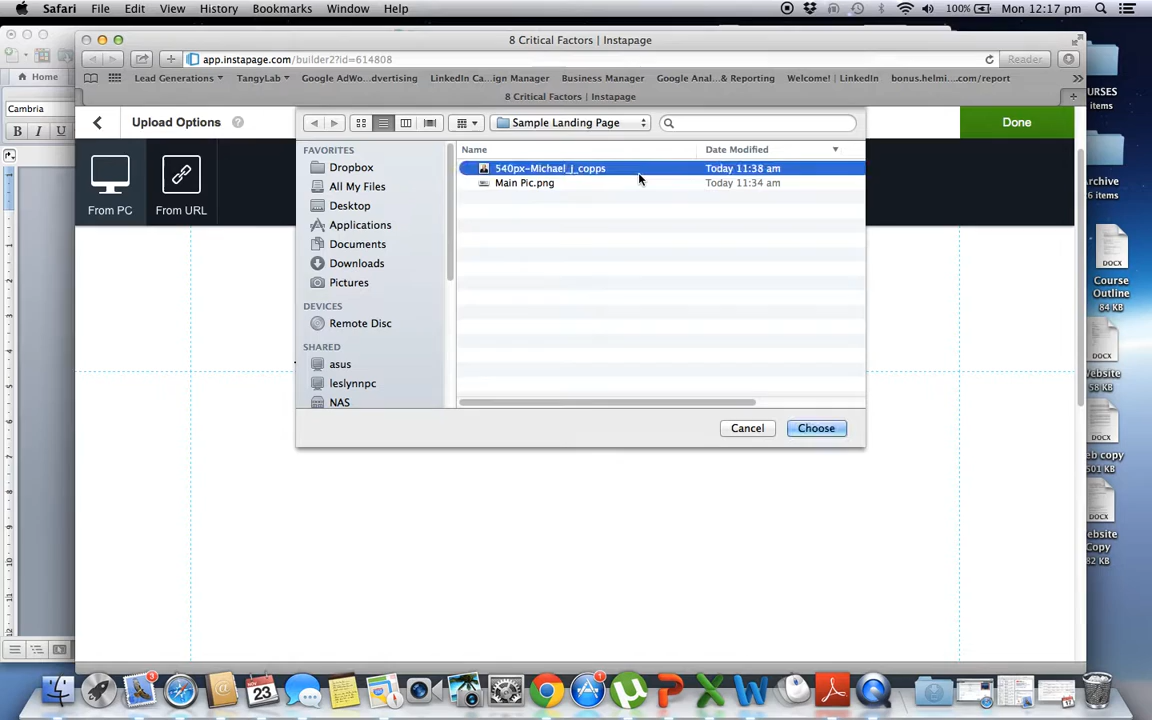 Safari File Edit View History Bookmarks Window Help 100% Mon 12:17 pm
8 Critical Factors | Instapage
Home
app.instapage.com/builder2?id=614808 Reader
Lead Generations TangyLab Google AdWo...dvertising LinkedIn Ca...ign Manager Business Manager Google Anal...& Reporting Welcome! | LinkedIn bonus.helmi....com/report
8 Critical Factors | Instapage
Cambria
B I U
Upload Options ?
Done
From PC
From URL
Sample Landing Page
FAVORITES
Dropbox
All My Files
Desktop
Applications
Documents
Downloads
Pictures
DEVICES
Remote Disc
SHARED
asus
leslynnpc
NAS
Name Date Modified
540px-Michael_j_copps Today 11:38 am
Main Pic.png Today 11:34 am
Cancel Choose
URSES
items
Archive
6 items
DOCX
Course
Outline
84 KB
DOCX
Website
58 KB
DOCX
eb copy
501 KB
DOCX
ebsite
Copy
82 KB
NOV
23
3
17